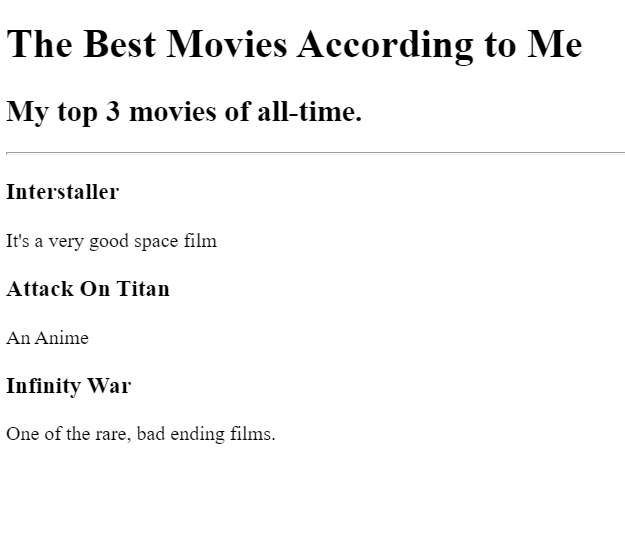 The Best Movies According to Me
My top 3 movies of all-time.
Interstaller
It's a very good space film
Attack On Titan
An Anime
Infinity War
One of the rare, bad ending films.